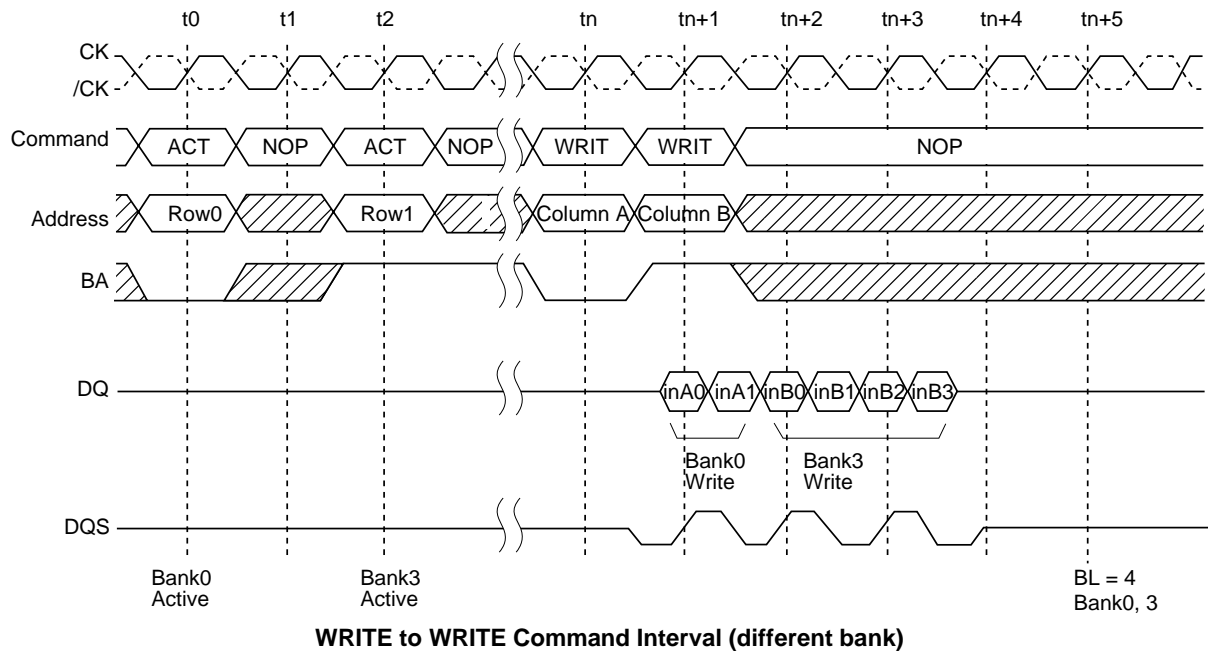 t0 t1 t2 tn tn+1 tn+2 tn+3 tn+4 tn+5
CK
/CK
Command ACT NOP ACT NOP WRIT WRIT NOP
Address Row0 Row1 Column A Column B
BA
DQ inA0 inA1 inB0 inB1 inB2 inB3
Bank0 Bank3
Write Write
DQS
Bank0 Bank3 BL = 4
Active Active Bank0, 3
WRITE to WRITE Command Interval (different bank)